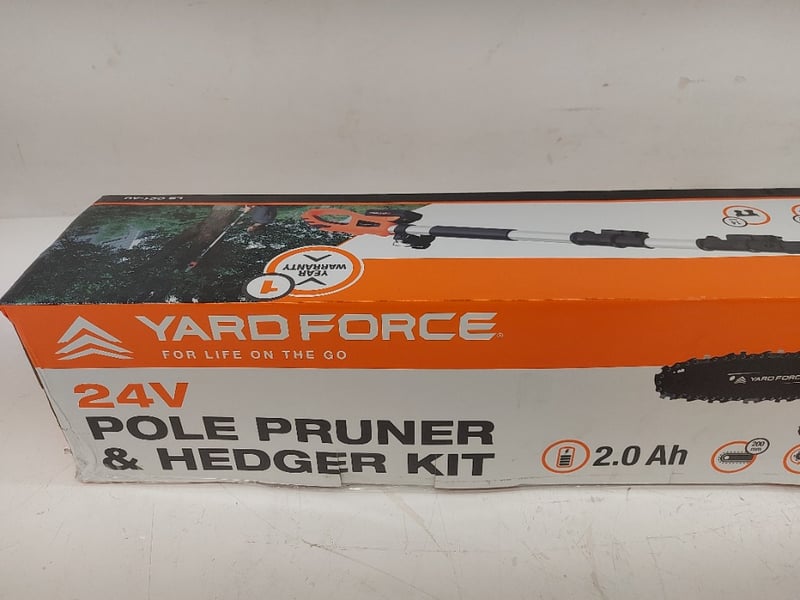 1
YEAR
WARRANTY
YARD FORCE
FOR LIFE ON THE GO
24V
POLE PRUNER
& HEDGER KIT
2.0 Ah
200
mm
YARD FORCE